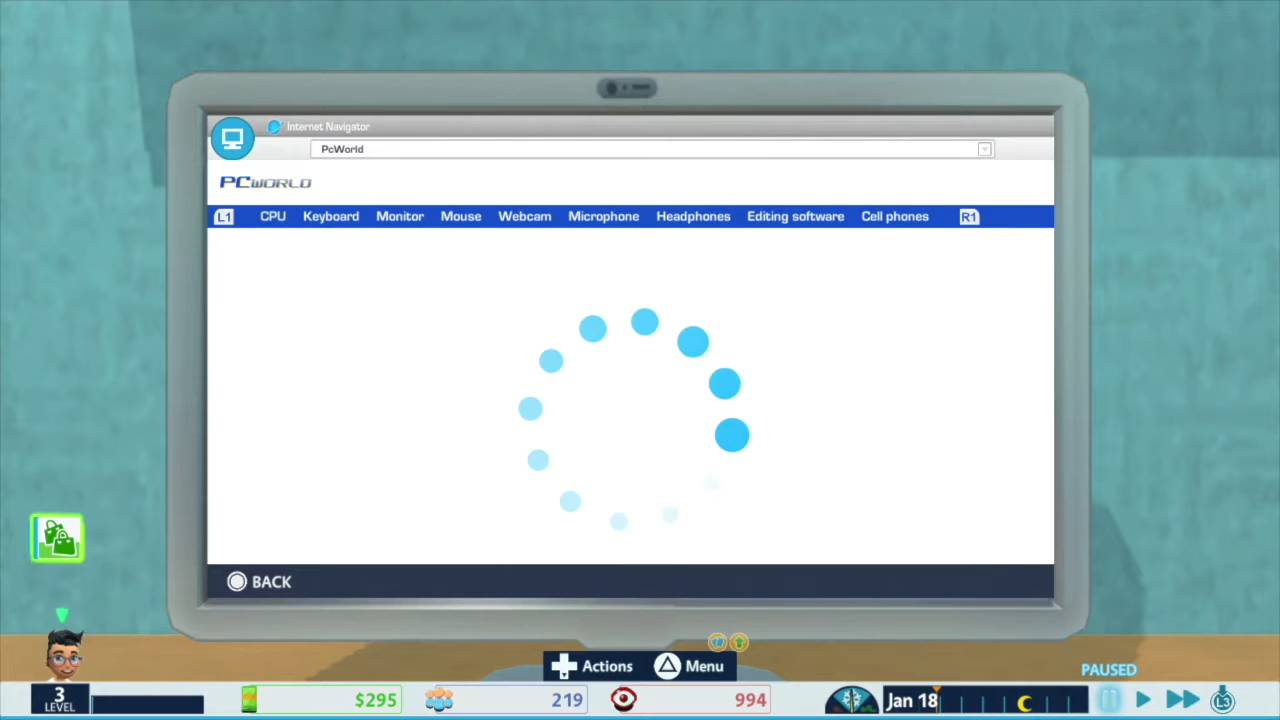 Internet Navigator
PcWorld
PCWORLD
L1 CPU Keyboard Monitor Mouse Webcam Microphone Headphones Editing software Cell phones R1
BACK
Actions Menu
PAUSED
3
LEVEL
$295 219 994 Jan 18 L3